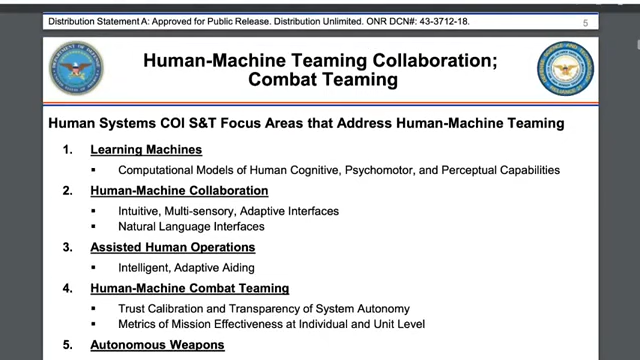 Distribution Statement A: Approved for Public Release. Distribution Unlimited. ONR DCN#: 43-3712-18.
5
Human-Machine Teaming Collaboration;
Combat Teaming
Human Systems COI S&T Focus Areas that Address Human-Machine Teaming
1. Learning Machines
▪ Computational Models of Human Cognitive, Psychomotor, and Perceptual Capabilities
2. Human-Machine Collaboration
▪ Intuitive, Multi-sensory, Adaptive Interfaces
▪ Natural Language Interfaces
3. Assisted Human Operations
▪ Intelligent, Adaptive Aiding
4. Human-Machine Combat Teaming
▪ Trust Calibration and Transparency of System Autonomy
▪ Metrics of Mission Effectiveness at Individual and Unit Level
5. Autonomous Weapons